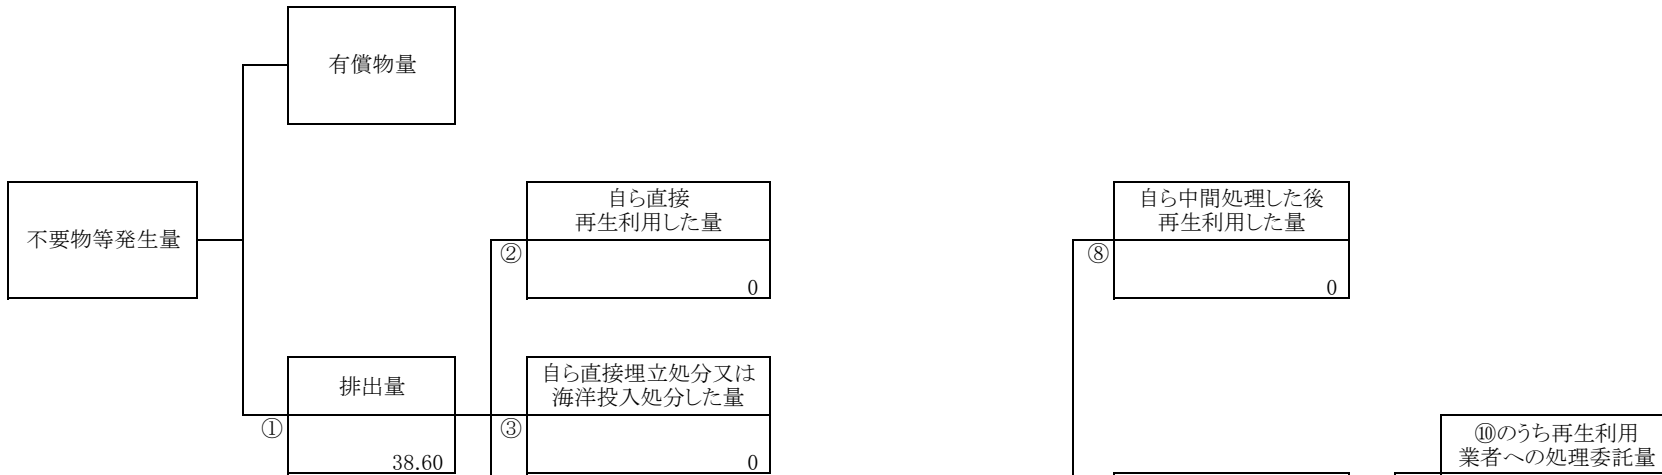 有償物量
不要物等発生量
自ら直接
再生利用した量
②
0
自ら中間処理した後
再生利用した量
⑧
0
排出量
①
38.60
自ら直接埋立処分又は
海洋投入処分した量
③
0
⑩のうち再生利用
業者への処理委託量